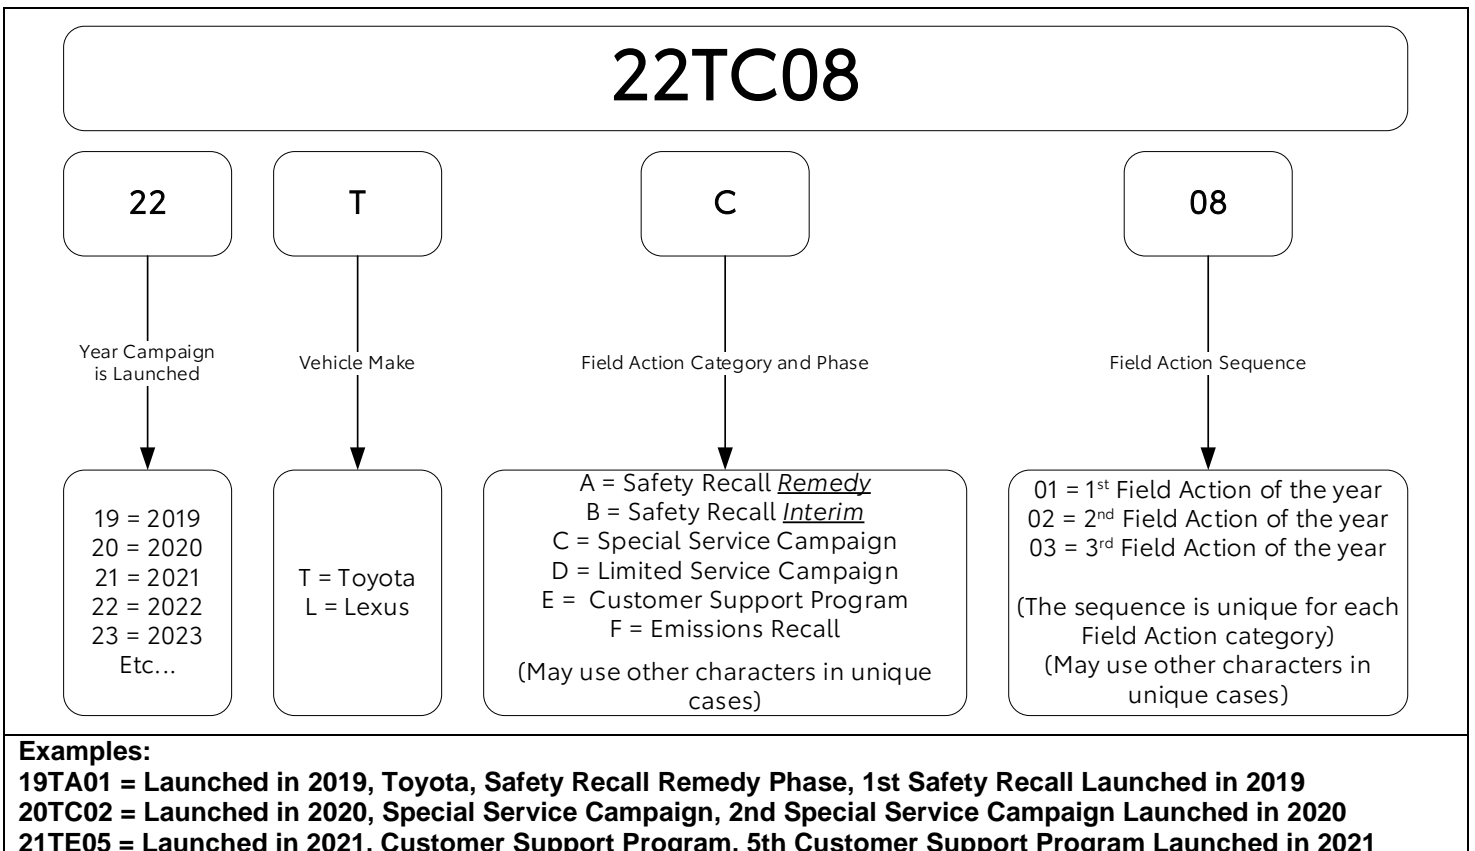 22TC08
22
T
C
08
Year Campaign
is Launched
Vehicle Make
Field Action Category and Phase
Field Action Sequence
19 = 2019
20 = 2020
21 = 2021
22 = 2022
23 = 2023
Etc...
T = Toyota
L = Lexus
A = Safety Recall Remedy
B = Safety Recall Interim
C = Special Service Campaign
D = Limited Service Campaign
E = Customer Support Program
F = Emissions Recall
(May use other characters in unique
cases)
01 = 1st Field Action of the year
02 = 2nd Field Action of the year
03 = 3rd Field Action of the year
(The sequence is unique for each
Field Action category)
(May use other characters in
unique cases)
Examples:
19TA01 = Launched in 2019, Toyota, Safety Recall Remedy Phase, 1st Safety Recall Launched in 2019
20TC02 = Launched in 2020, Special Service Campaign, 2nd Special Service Campaign Launched in 2020
21TE05 = Launched in 2021, Customer Support Program, 5th Customer Support Program Launched in 2021